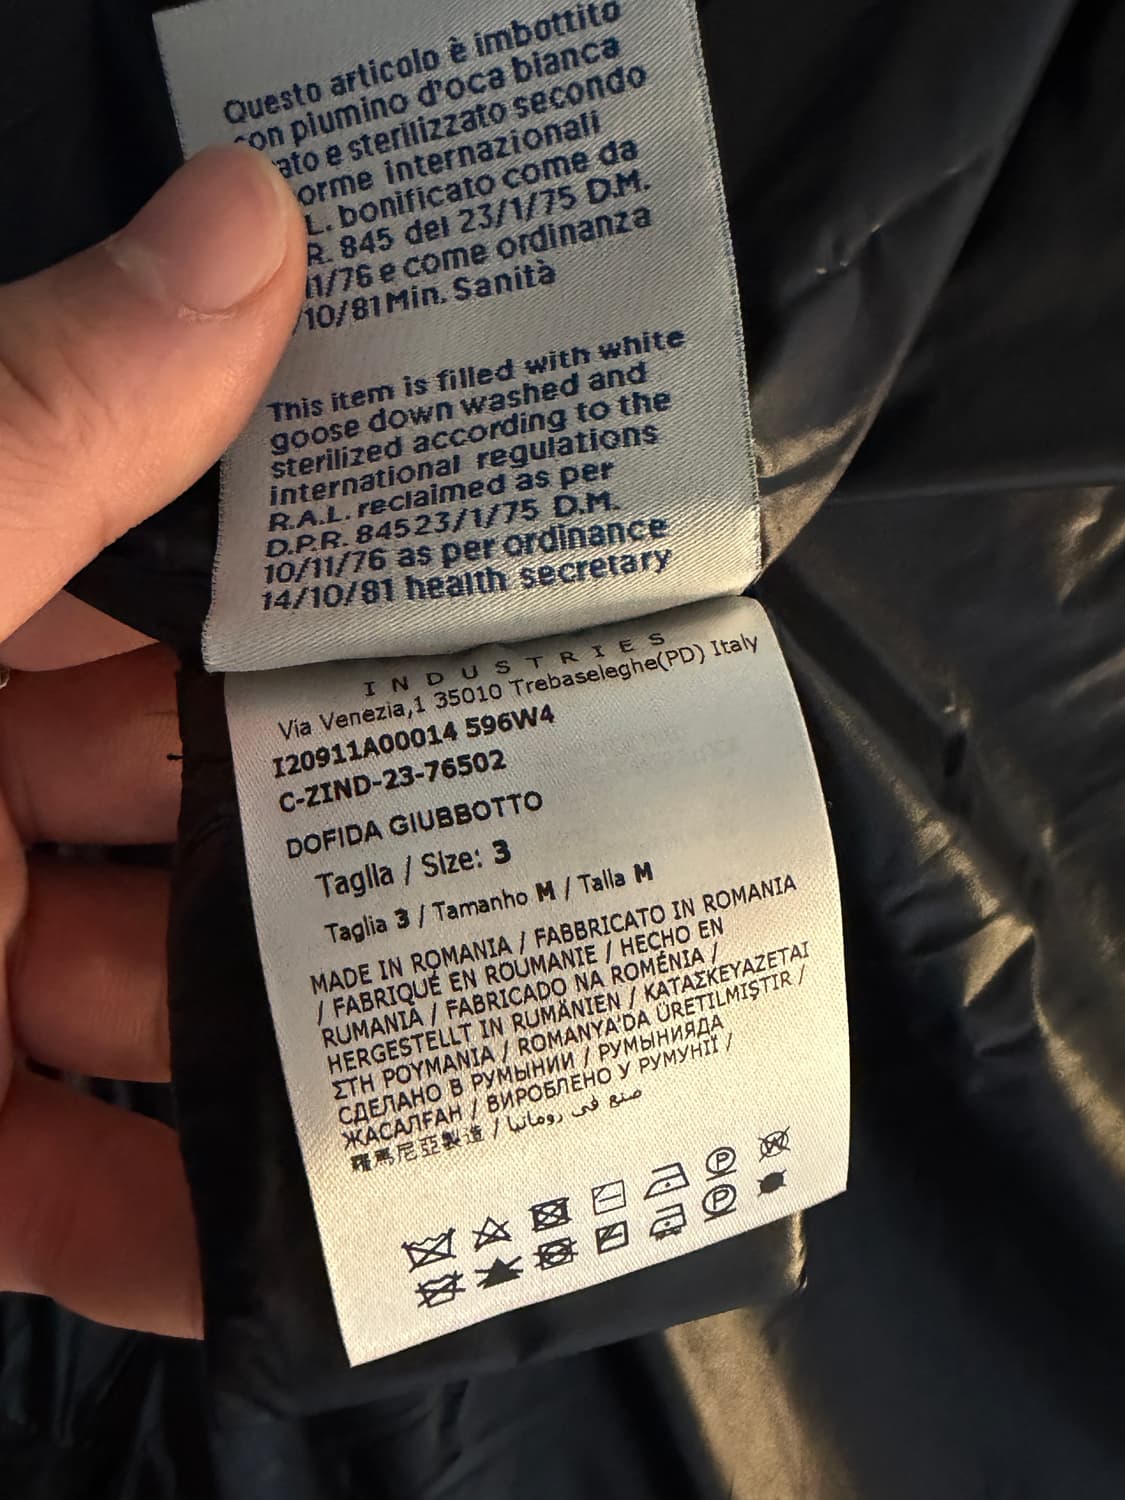 Questo articolo è imbottito
con piumino d'oca bianca
ato e sterilizzato secondo
orme internazionali
L. bonificato come da
R. 845 del 23/1/75 D.M.
11/76 e come ordinanza
/10/81 Min. Sanità
This item is filled with white
goose down washed and
sterilized according to the
international regulations
R.A.L. reclaimed as per
D.P.R. 84523/1/75 D.M.
10/11/76 as per ordinance
14/10/81 health secretary
INDUSTRIES
Via Venezia,1 35010 Trebaseleghe(PD) Italy
I20911A00014 596W4
C-ZIND-23-76502
DOFIDA GIUBBOTTO
Taglia / Size: 3
Taglia 3 / Tamanho M / Talla M
MADE IN ROMANIA / FABBRICATO IN ROMANIA
/ FABRIQUÉ EN ROUMANIE / HECHO EN
RUMANIA / FABRICADO NA ROMÉNIA /
HERGESTELLT IN RUMÄNIEN / ΚΑΤΑΣΚΕΥΑΖΕΤΑΙ
ΣΤΗ ΡΟΥΜΑΝΙΑ / ROMANYA'DA ÜRETILMIŞTIR /
СДЕЛАНО В РУМЫНИИ / РУМЫНИЯДА
ЖАСАЛҒАН / ВИРОБЛЕНО У РУМУНІЇ /
羅馬尼亞製造 / صنع في رومانيا